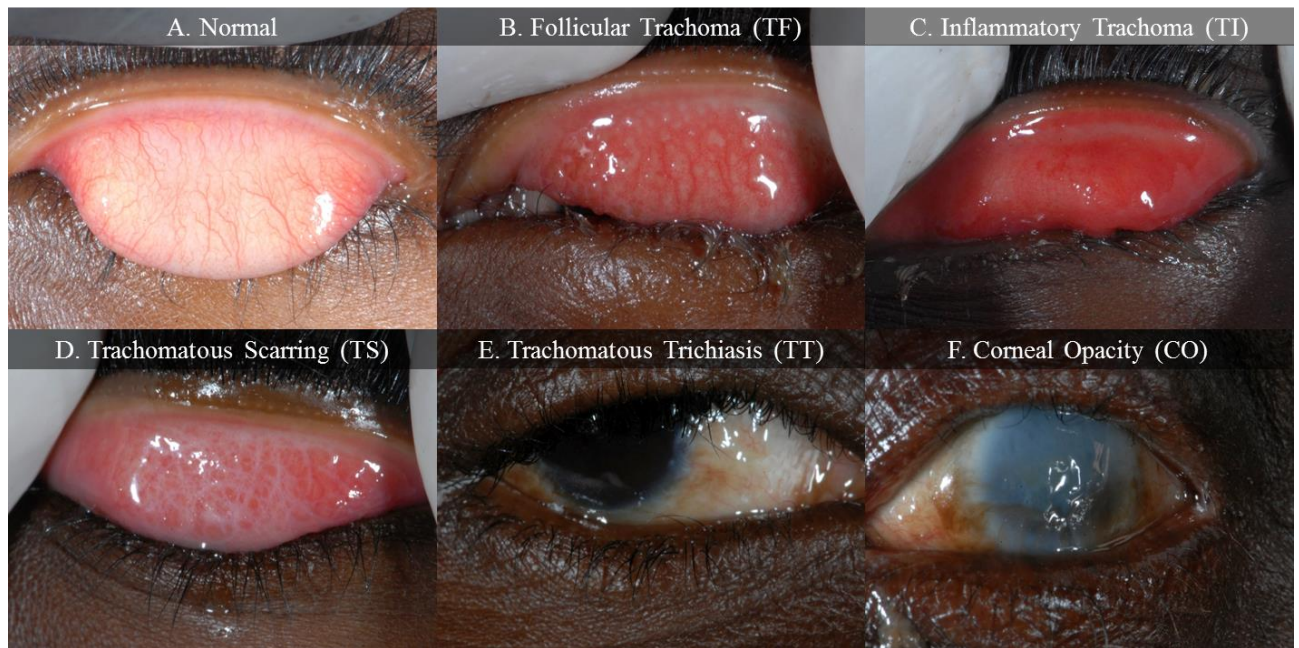 A. Normal
B. Follicular Trachoma (TF)
C. Inflammatory Trachoma (TI)
D. Trachomatous Scarring (TS)
E. Trachomatous Trichiasis (TT)
F. Corneal Opacity (CO)